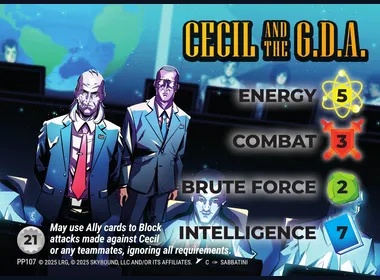 CECIL AND THE G.D.A.
ENERGY 5
COMBAT 3
BRUTE FORCE 2
INTELLIGENCE 7
21
May use Ally cards to Block
attacks made against Cecil
or any teammates, ignoring all requirements.
PP107 © 2025 LRG, © 2025 SKYBOUND, LLC AND/OR ITS AFFILIATES. C → SABBATINI